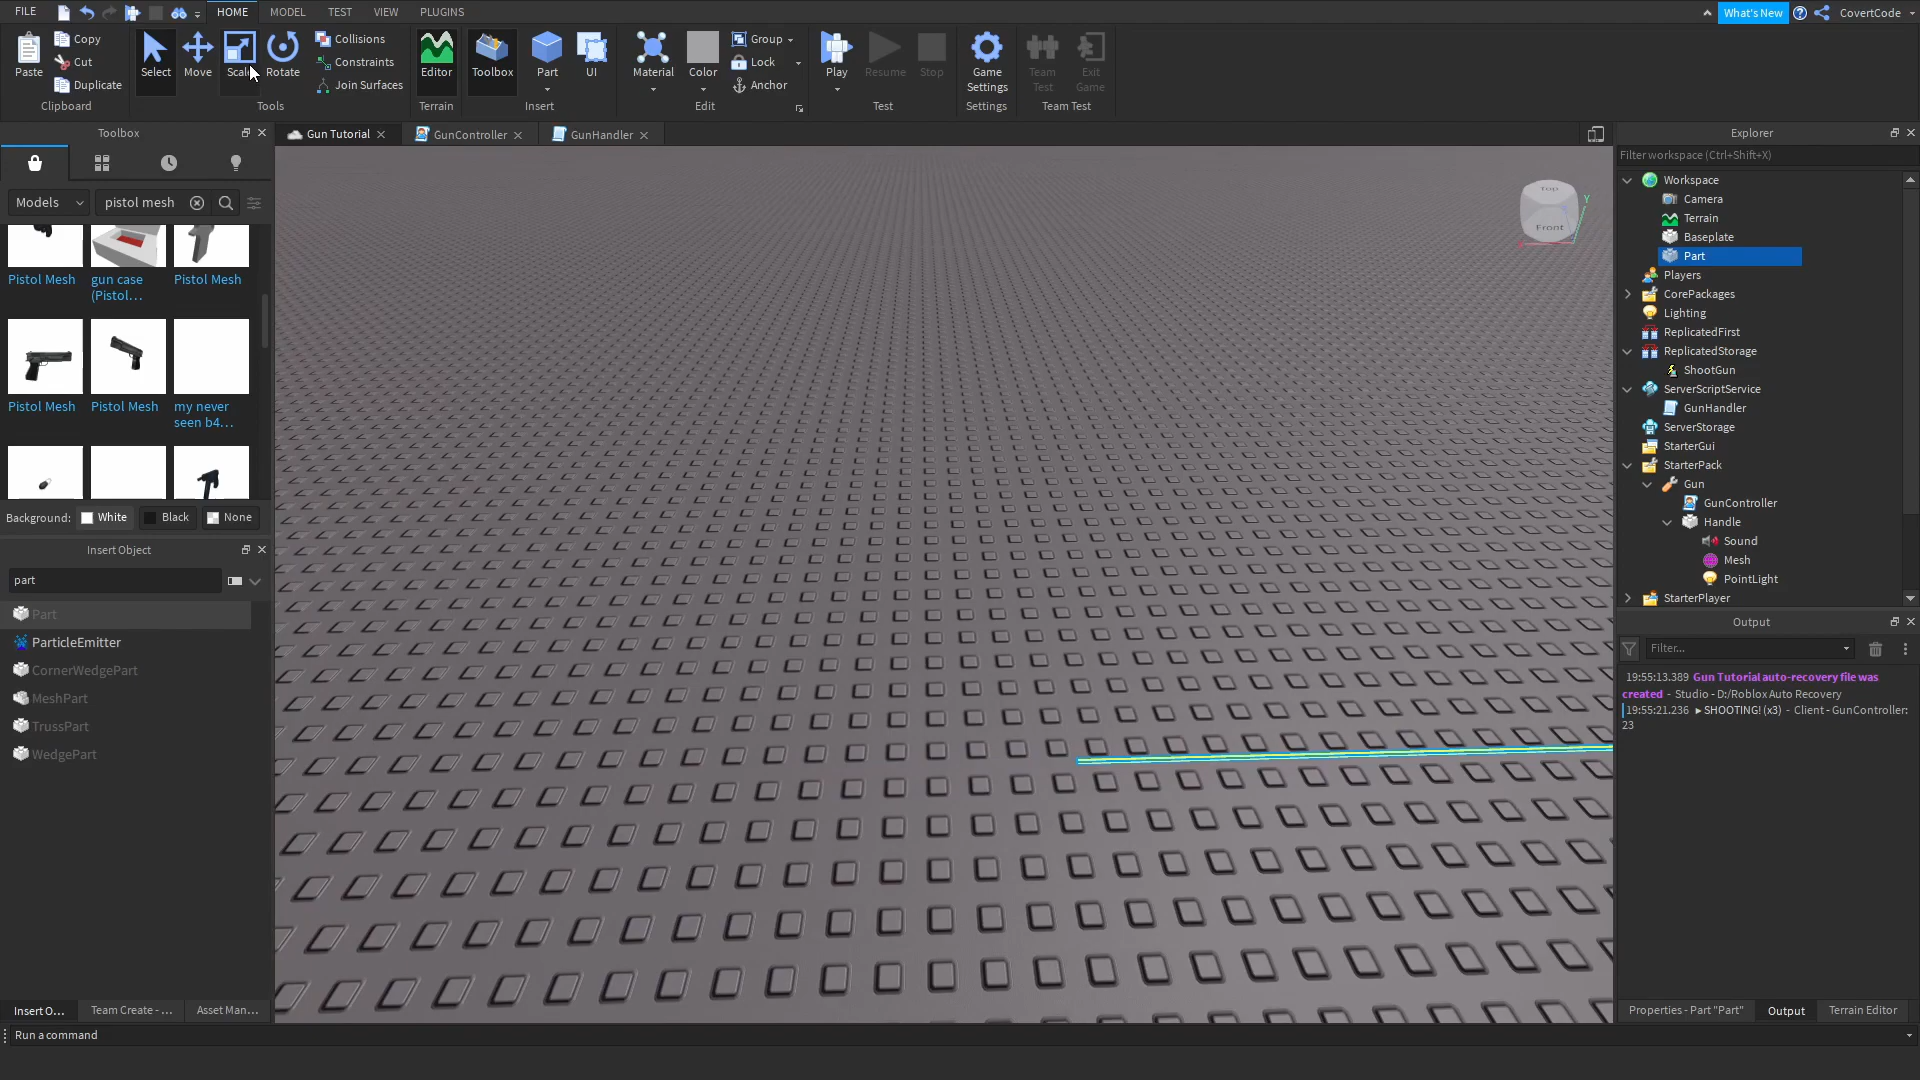 FILE
HOME
MODEL
TEST
VIEW
PLUGINS
What's New
CovertCode
Paste
Copy
Cut
Duplicate
Clipboard
Select
Move
Scale
Rotate
Collisions
Constraints
Join Surfaces
Tools
Editor
Terrain
Toolbox
Part
UI
Insert
Material
Color
Group
Lock
Anchor
Edit
Play
Resume
Stop
Test
Game
Settings
Settings
Team
Test
Exit
Game
Team Test
Toolbox
Models
pistol mesh
Pistol Mesh
gun case
(Pistol...
Pistol Mesh
Pistol Mesh
Pistol Mesh
my never
seen b4...
Background:
White
Black
None
Insert Object
part
Part
ParticleEmitter
CornerWedgePart
MeshPart
TrussPart
WedgePart
Insert O...
Team Create - ...
Asset Man...
Run a command
Gun Tutorial
GunController
GunHandler
Top
Front
Y
Explorer
Filter workspace (Ctrl+Shift+X)
Workspace
Camera
Terrain
Baseplate
Part
Players
CorePackages
Lighting
ReplicatedFirst
ReplicatedStorage
ShootGun
ServerScriptService
GunHandler
ServerStorage
StarterGui
StarterPack
Gun
GunController
Handle
Sound
Mesh
PointLight
StarterPlayer
Output
Filter...
19:55:13.389 Gun Tutorial auto-recovery file was
created - Studio - D:/Roblox Auto Recovery
19:55:21.236 ▸ SHOOTING! (x3) - Client - GunController:
23
Properties - Part "Part"
Output
Terrain Editor